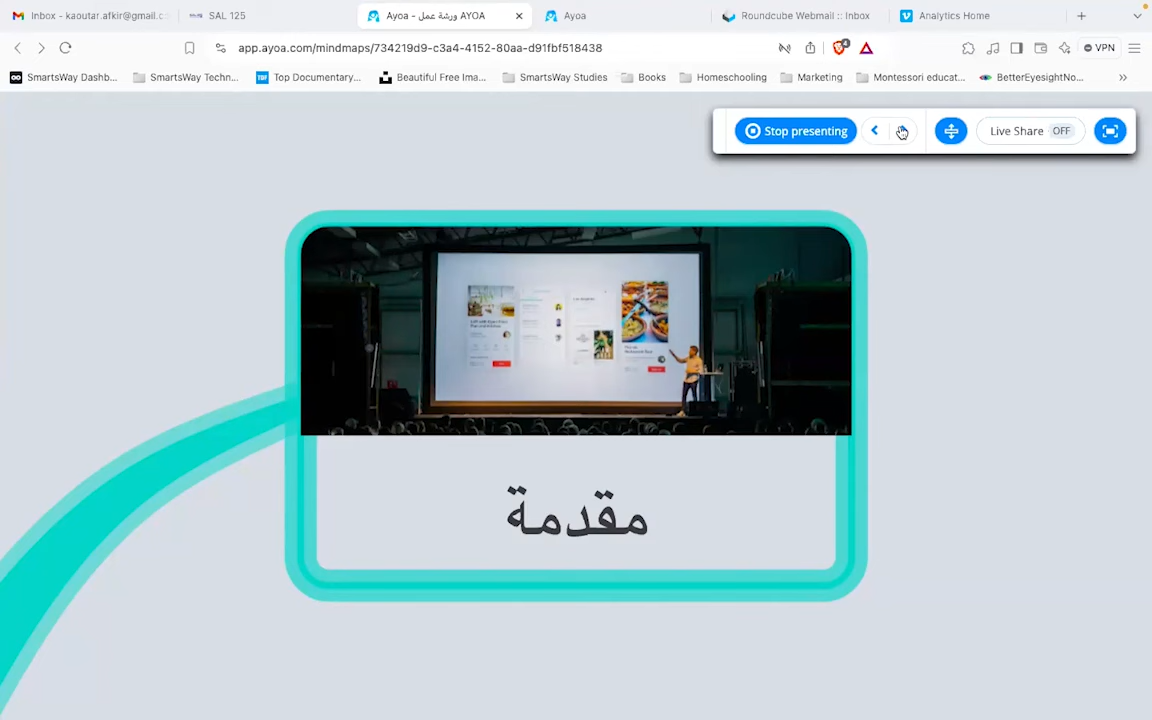 Inbox - kaoutar.afkir@gmail.c
SAL 125
Ayoa - ورشة عمل AYOA
Ayoa
Roundcube Webmail :: Inbox
Analytics Home
app.ayoa.com/mindmaps/734219d9-c3a4-4152-80aa-d91fbf518438
4
VPN
SmartsWay Dashb...
SmartsWay Techn...
Top Documentary...
Beautiful Free Ima...
SmartsWay Studies
Books
Homeschooling
Marketing
Montessori educat...
BetterEyesightNo...
Stop presenting
Live Share OFF
مقدمة